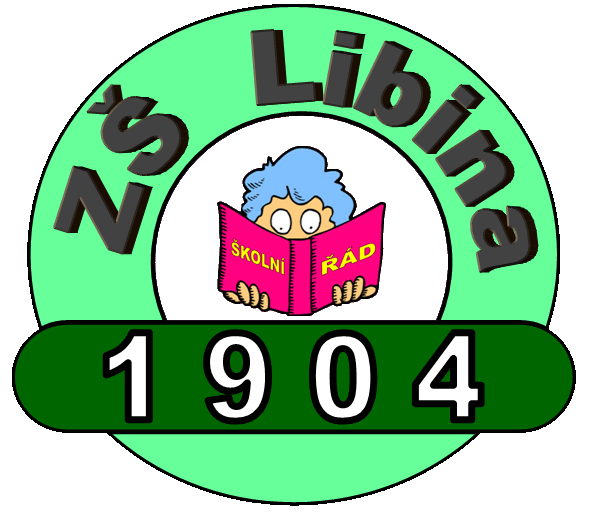 ZŠ Libina
ŠKOLNÍ ŘÁD
1904